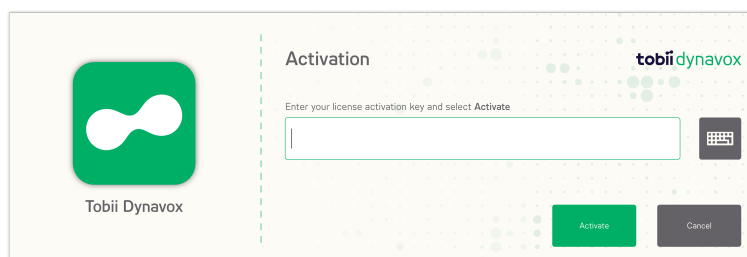 Activation
tobii dynavox
Enter your license activation key and select Activate
Tobii Dynavox
Activate
Cancel